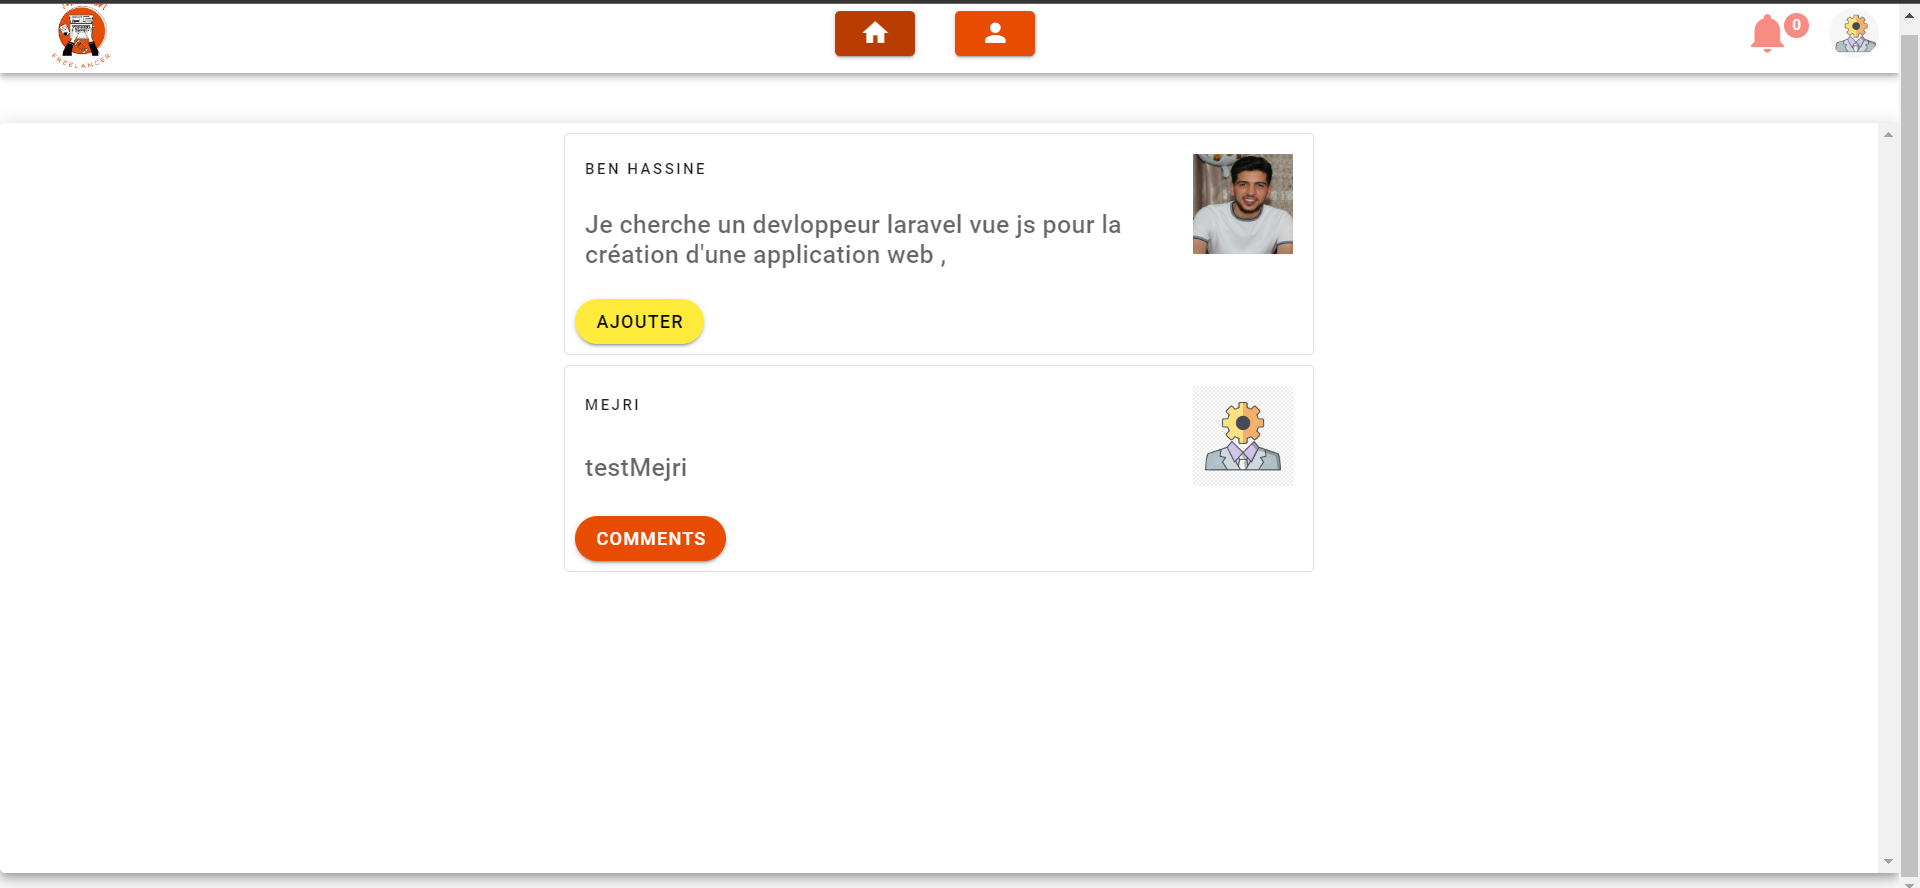 FREELANCER
0
BEN HASSINE
Je cherche un devloppeur laravel vue js pour la
création d'une application web ,
AJOUTER
MEJRI
testMejri
COMMENTS